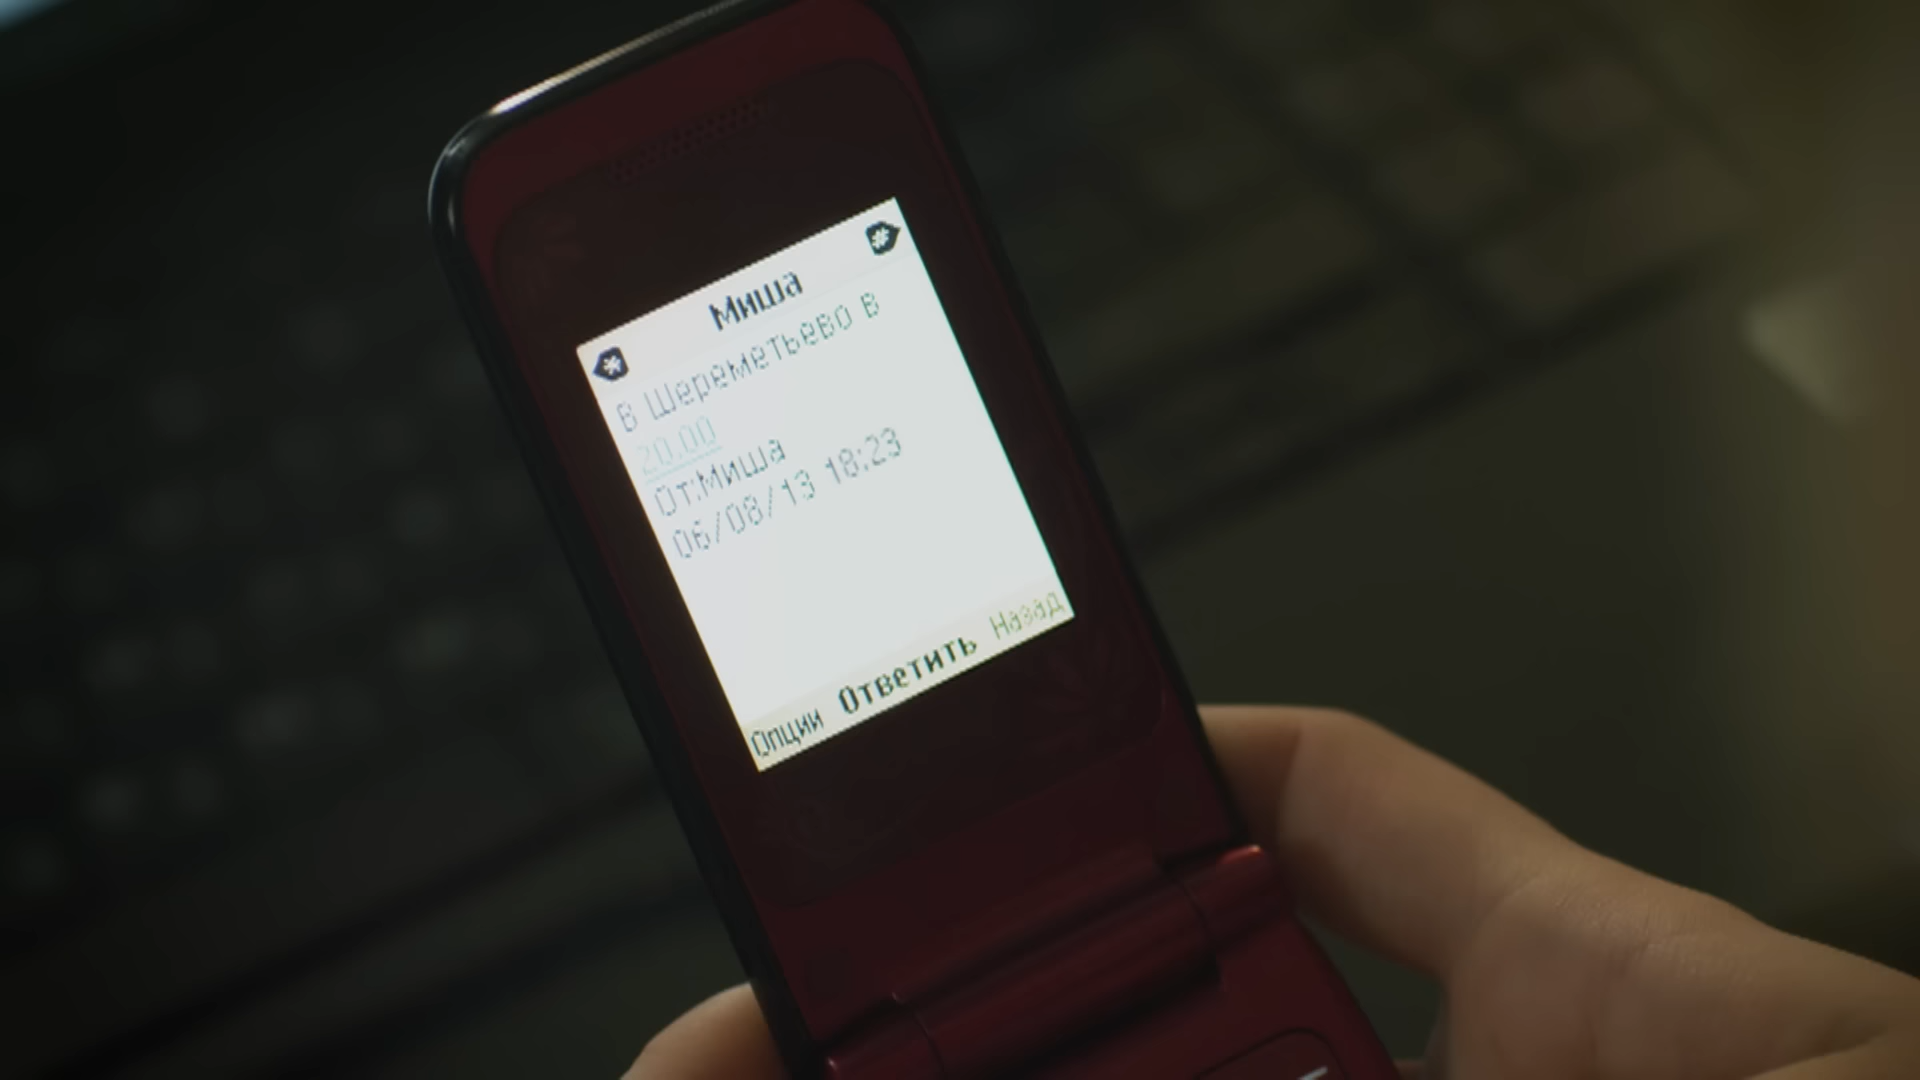 Миша
В Шереметьево в
20.00
От:Миша
06/08/13 18:23
Опции Ответить Назад